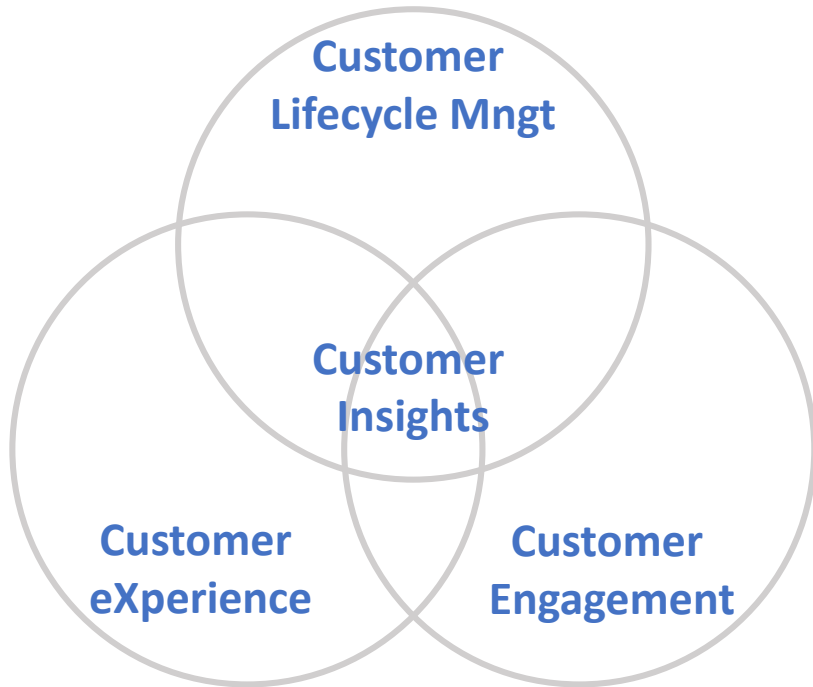 Customer
Lifecycle Mngt
Customer
Insights
Customer
eXperience
Customer
Engagement